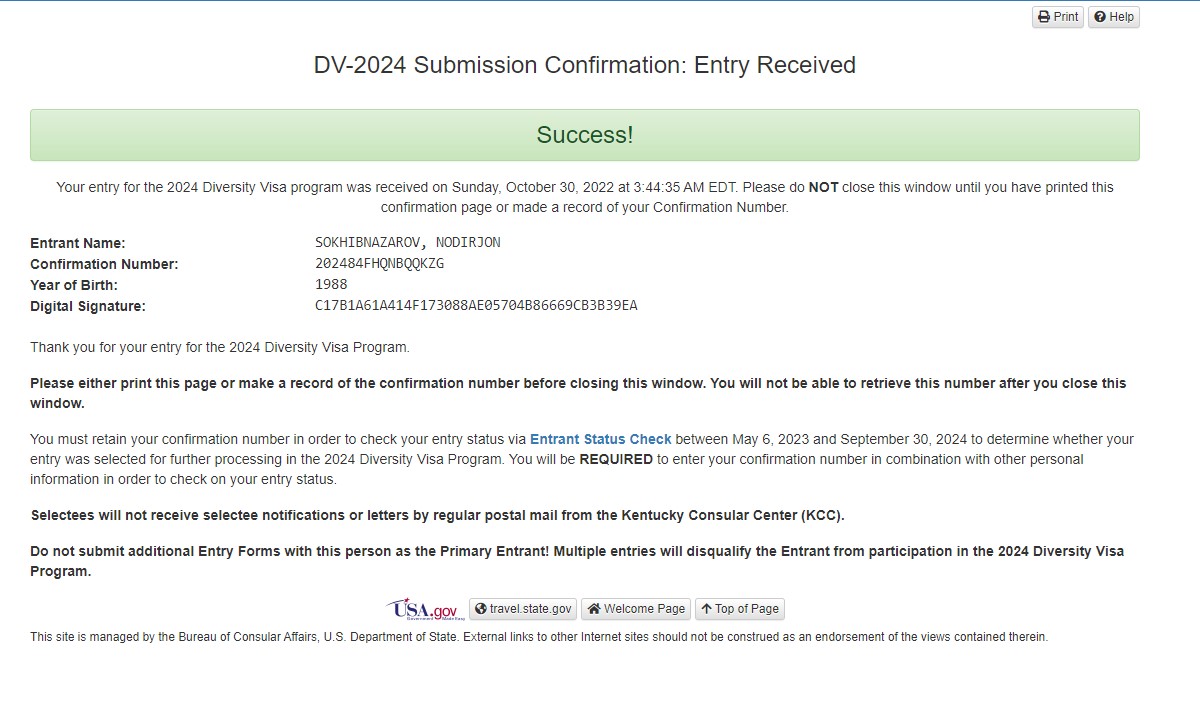 Print Help
DV-2024 Submission Confirmation: Entry Received
Success!
Your entry for the 2024 Diversity Visa program was received on Sunday, October 30, 2022 at 3:44:35 AM EDT. Please do NOT close this window until you have printed this
confirmation page or made a record of your Confirmation Number.
Entrant Name: SOKHIBNAZAROV, NODIRJON
Confirmation Number: 202484FHQNBQQKZG
Year of Birth: 1988
Digital Signature: C17B1A61A414F173088AE05704B86669CB3B39EA
Thank you for your entry for the 2024 Diversity Visa Program.
Please either print this page or make a record of the confirmation number before closing this window. You will not be able to retrieve this number after you close this
window.
You must retain your confirmation number in order to check your entry status via Entrant Status Check between May 6, 2023 and September 30, 2024 to determine whether your
entry was selected for further processing in the 2024 Diversity Visa Program. You will be REQUIRED to enter your confirmation number in combination with other personal
information in order to check on your entry status.
Selectees will not receive selectee notifications or letters by regular postal mail from the Kentucky Consular Center (KCC).
Do not submit additional Entry Forms with this person as the Primary Entrant! Multiple entries will disqualify the Entrant from participation in the 2024 Diversity Visa
Program.
USA.gov travel.state.gov Welcome Page Top of Page
Government Made Easy
This site is managed by the Bureau of Consular Affairs, U.S. Department of State. External links to other Internet sites should not be construed as an endorsement of the views contained therein.